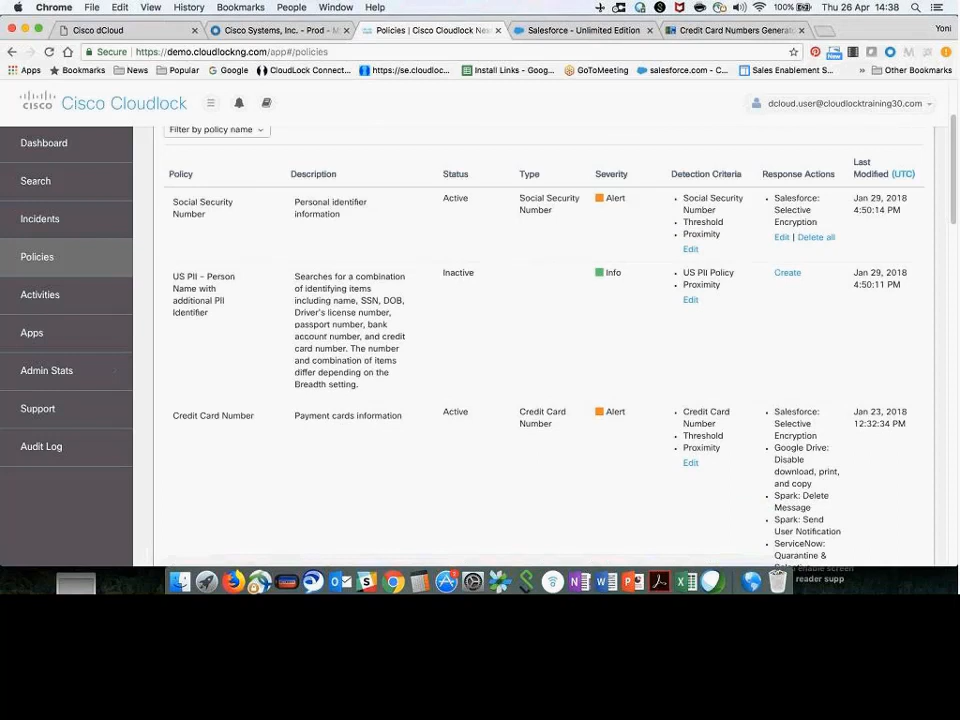 Chrome File Edit View History Bookmarks People Window Help 100% Thu 26 Apr 14:38
Cisco dCloud
Cisco Systems, Inc. - Prod - M
Policies | Cisco Cloudlock Ne
Salesforce - Unlimited Edition
Credit Card Numbers Generat
Yoni
Secure https://demo.cloudlockng.com/app#/policies
Apps Bookmarks News Popular Google CloudLock Connect... https://se.cloudloc... Install Links - Goog... GoToMeeting salesforce.com - C... Sales Enablement S... » Other Bookmarks
cisco Cisco Cloudlock
dcloud.user@cloudlocktraining30.com
Dashboard
Search
Incidents
Policies
Activities
Apps
Admin Stats
Support
Audit Log
Filter by policy name
Policy Description Status Type Severity Detection Criteria Response Actions Last Modified (UTC)
Social Security
Number
Personal identifier
information
Active
Social Security
Number
Alert
• Social Security
Number
• Threshold
• Proximity
Edit
• Salesforce:
Selective
Encryption
Edit | Delete all
Jan 29, 2018
4:50:14 PM
US PII – Person
Name with
additional PII
Identifier
Searches for a combination
of identifying items
including name, SSN, DOB,
Driver's license number,
passport number, bank
account number, and credit
card number. The number
and combination of items
differ depending on the
Breadth setting.
Inactive
Info
• US PII Policy
• Proximity
Edit
Create
Jan 29, 2018
4:50:11 PM
Credit Card Number
Payment cards information
Active
Credit Card
Number
Alert
• Credit Card
Number
• Threshold
• Proximity
Edit
• Salesforce:
Selective
Encryption
• Google Drive:
Disable
download, print,
and copy
• Spark: Delete
Message
• Spark: Send
User Notification
• ServiceNow:
Quarantine &
Jan 23, 2018
12:32:34 PM
enable screen
reader supp